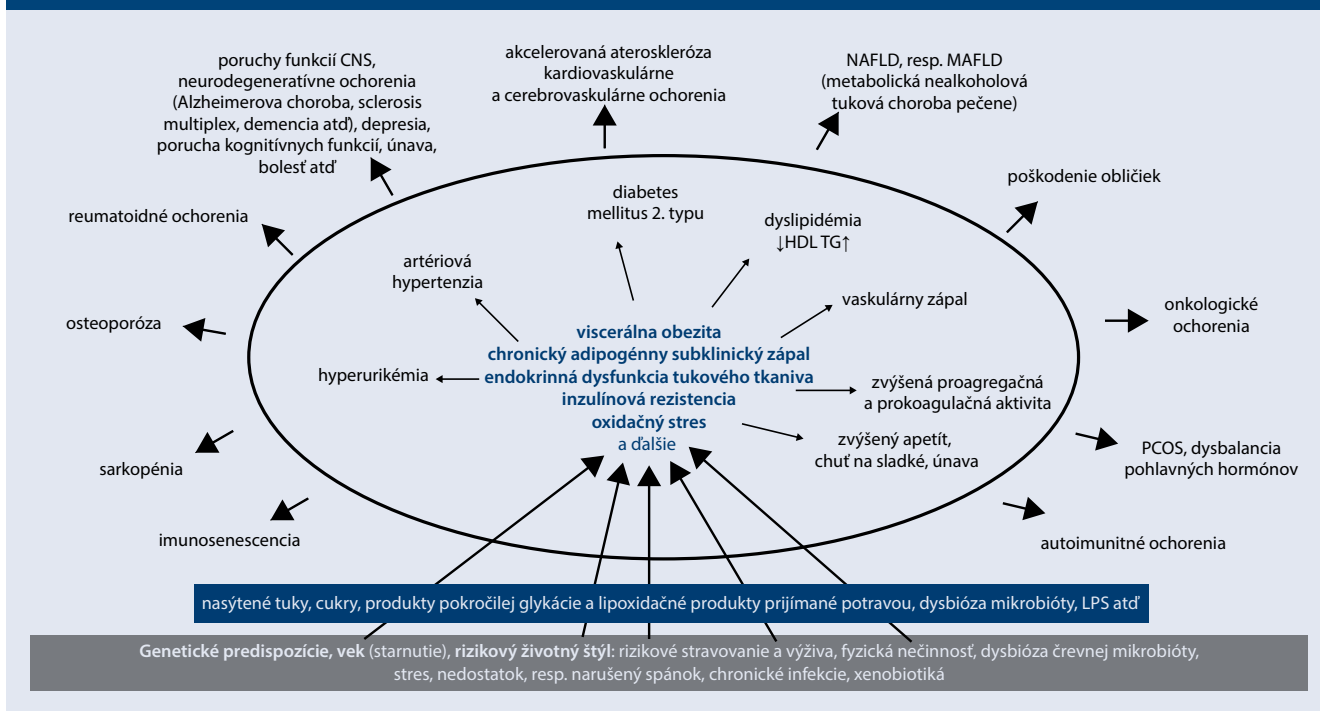 poruchy funkcií CNS,
neurodegeneratívne ochorenia
(Alzheimerova choroba, sclerosis
multiplex, demencia atď), depresia,
porucha kognitívnych funkcií, únava,
bolesť atď
akcelerovaná ateroskleróza
kardiovaskulárne
a cerebrovaskulárne ochorenia
NAFLD, resp. MAFLD
(metabolická nealkoholová
tuková choroba pečene)
poškodenie obličiek
reumatoidné ochorenia
diabetes
mellitus 2. typu
dyslipidémia
↓HDL TG↑
artériová
hypertenzia
vaskulárny zápal
onkologické
ochorenia
osteoporóza
viscerálna obezita
chronický adipogénny subklinický zápal
endokrinná dysfunkcia tukového tkaniva
inzulínová rezistencia
oxidačný stres
a ďalšie
hyperurikémia
zvýšená proagregačná
a prokoagulačná aktivita
zvýšený apetít,
chuť na sladké, únava
PCOS, dysbalancia
pohlavných hormónov
sarkopénia
imunosenescencia
autoimunitné ochorenia
nasýtené tuky, cukry, produkty pokročilej glykácie a lipoxidačné produkty prijímané potravou, dysbióza mikrobióty, LPS atď
Genetické predispozície, vek (starnutie), rizikový životný štýl: rizikové stravovanie a výživa, fyzická nečinnosť, dysbióza črevnej mikrobióty,
stres, nedostatok, resp. narušený spánok, chronické infekcie, xenobiotiká